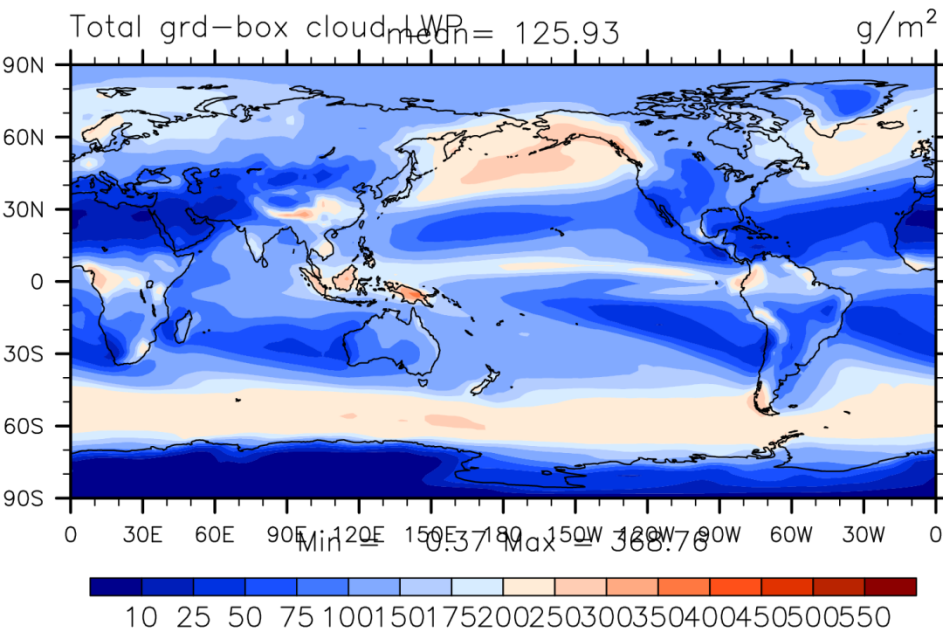 Total grd-box cloud LWP mean= 125.93 g/m²
90N
60N
30N
0
30S
60S
90S
0 30E 60E 90E 120E 150E 180 150W 120W 90W 60W 30W 0
Min = 0.37 Max = 368.76
10 25 50 75 100 150 175 200 250 300 350 400 450 500 550